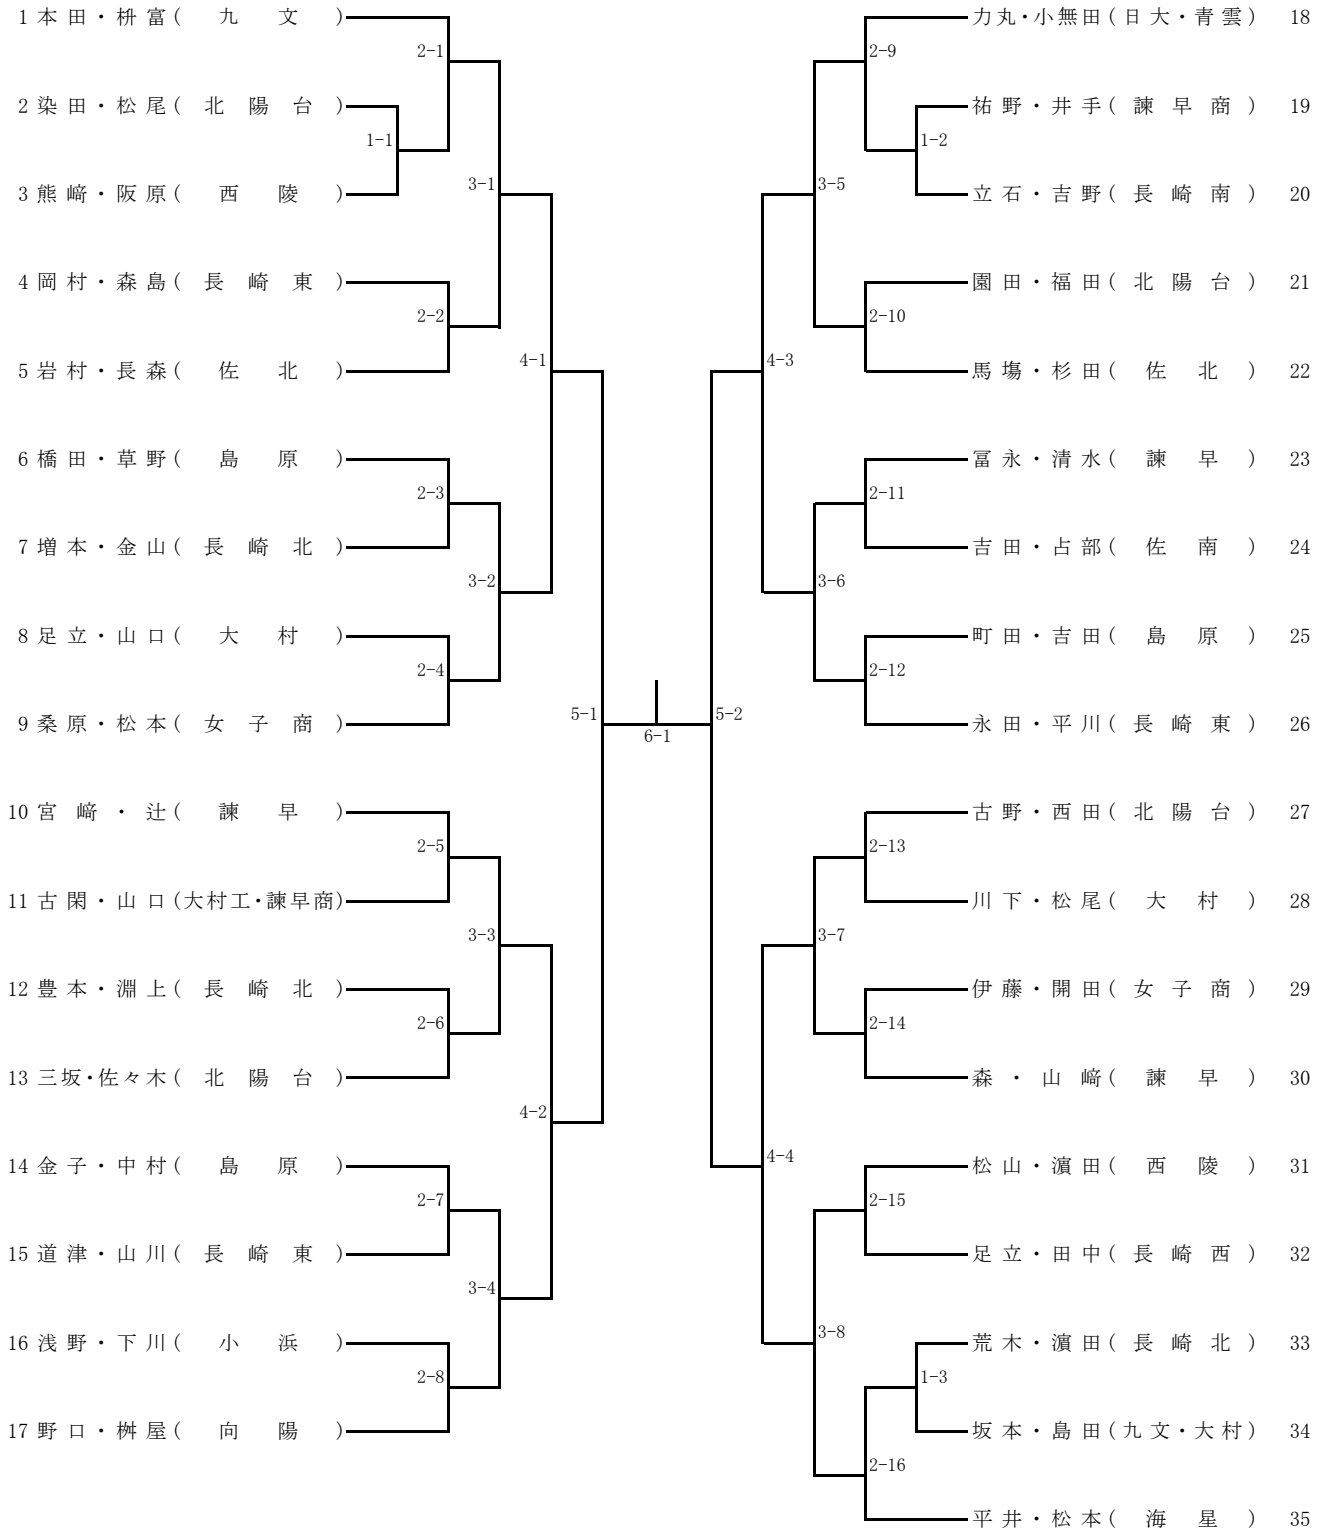 1 本田・枡富(九文)
2 染田・松尾(北陽台)
3 熊﨑・阪原(西陵)
4 岡村・森島(長崎東)
5 岩村・長森(佐北)
6 橋田・草野(島原)
7 増本・金山(長崎北)
8 足立・山口(大村)
9 桑原・松本(女子商)
10 宮﨑・辻(諫早)
11 古閑・山口(大村工・諫早商)
12 豊本・淵上(長崎北)
13 三坂・佐々木(北陽台)
14 金子・中村(島原)
15 道津・山川(長崎東)
16 浅野・下川(小浜)
17 野口・桝屋(向陽)
1-1
2-1
2-2
2-3
2-4
2-5
2-6
2-7
2-8
3-1
3-2
3-3
3-4
4-1
4-2
5-1
6-1
5-2
4-3
4-4
3-5
3-6
3-7
3-8
2-9
2-10
2-11
2-12
2-13
2-14
2-15
2-16
1-2
1-3
力丸・小無田(日大・青雲) 18
祐野・井手(諫早商) 19
立石・吉野(長崎南) 20
園田・福田(北陽台) 21
馬塲・杉田(佐北) 22
冨永・清水(諫早) 23
吉田・占部(佐南) 24
町田・吉田(島原) 25
永田・平川(長崎東) 26
古野・西田(北陽台) 27
川下・松尾(大村) 28
伊藤・開田(女子商) 29
森・山﨑(諫早) 30
松山・濵田(西陵) 31
足立・田中(長崎西) 32
荒木・濵田(長崎北) 33
坂本・島田(九文・大村) 34
平井・松本(海星) 35